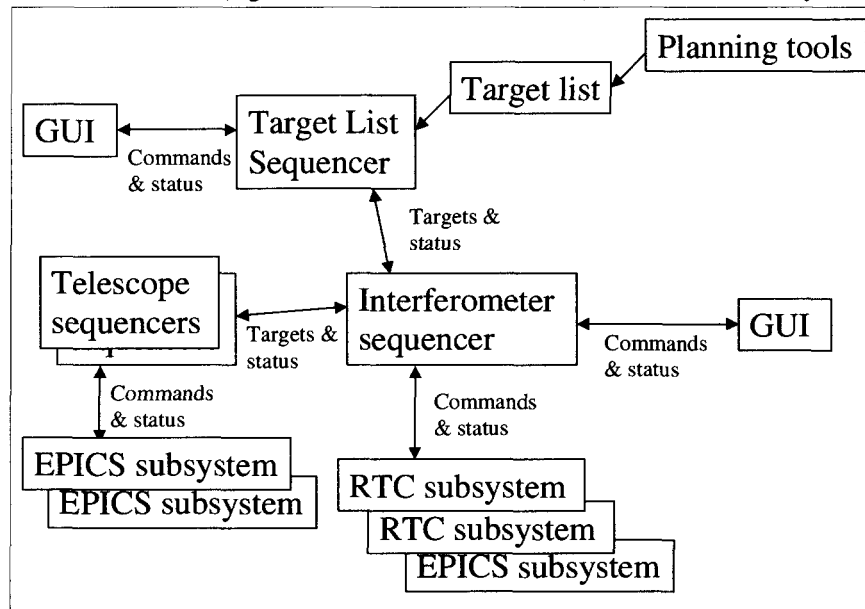 Planning tools
Target list
GUI
Commands
& status
Target List
Sequencer
Targets &
status
Telescope
sequencers
Targets &
status
Interferometer
sequencer
Commands
& status
GUI
Commands
& status
Commands
& status
EPICS subsystem
EPICS subsystem
RTC subsystem
RTC subsystem
EPICS subsystem